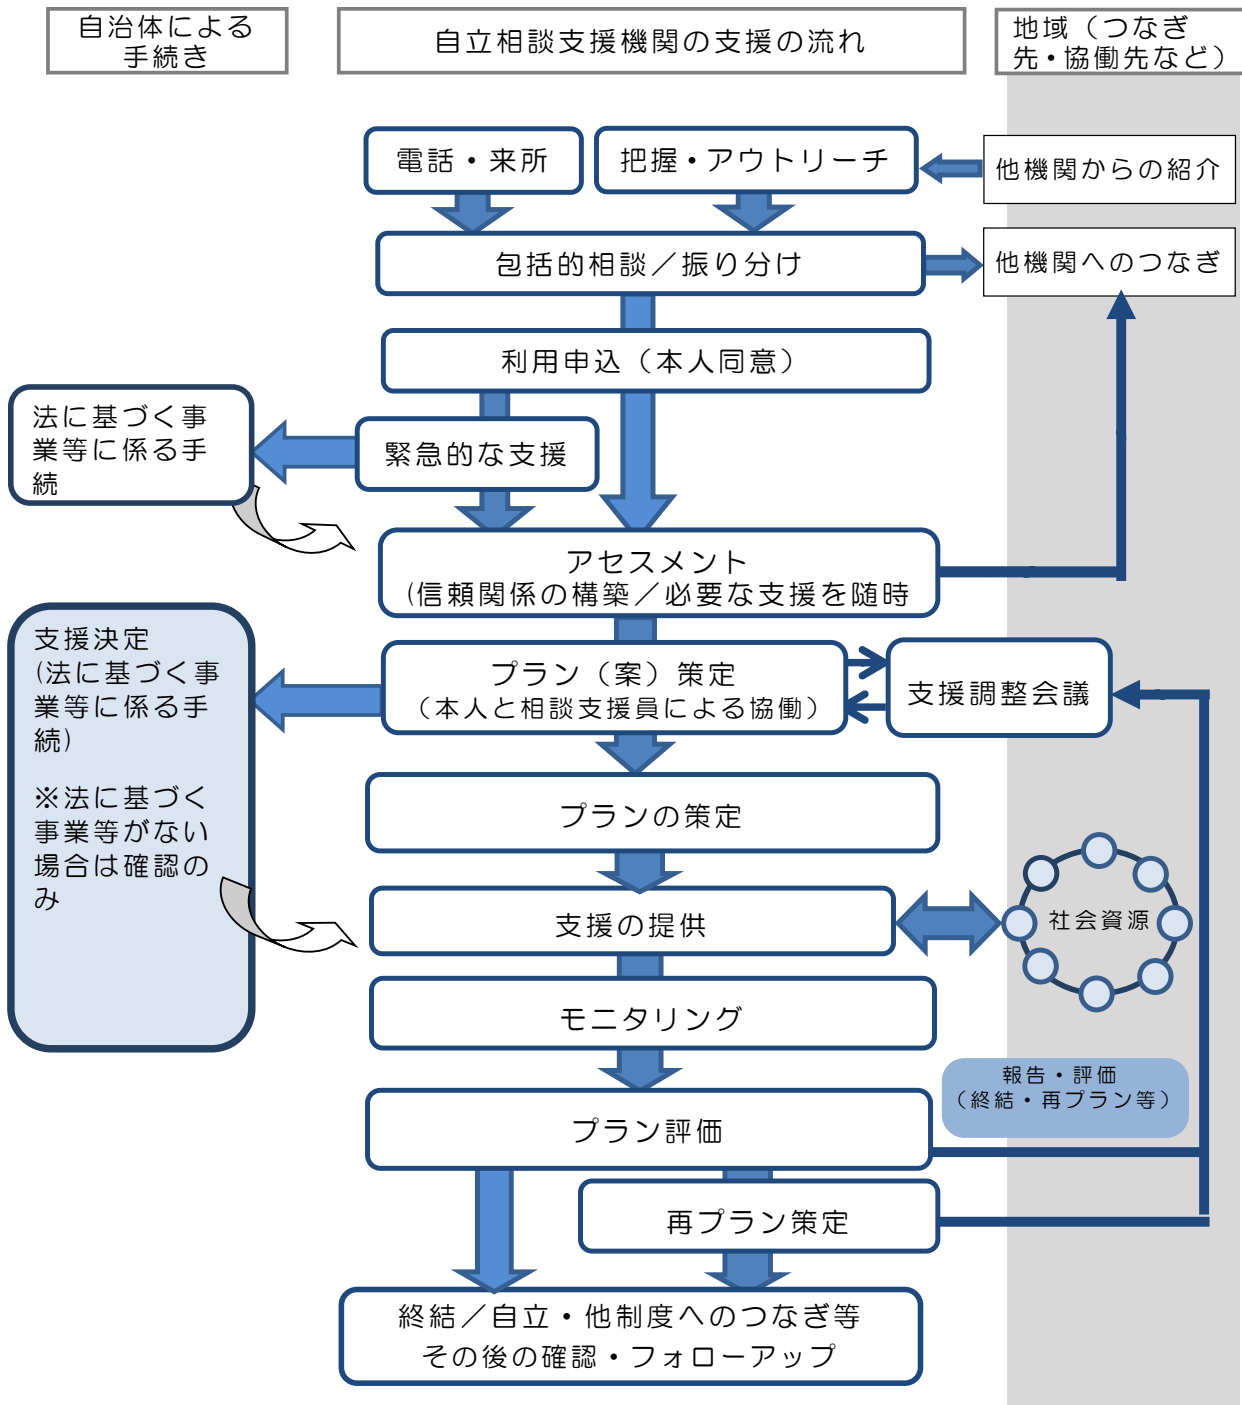 自治体による
手続き
自立相談支援機関の支援の流れ
地域（つなぎ
先・協働先など）
電話・来所
把握・アウトリーチ
他機関からの紹介
包括的相談／振り分け
他機関へのつなぎ
利用申込（本人同意）
法に基づく事
業等に係る手
続
緊急的な支援
アセスメント
(信頼関係の構築／必要な支援を随時
支援決定
(法に基づく事
業等に係る手
続)
※法に基づく
事業等がない
場合は確認の
み
プラン（案）策定
（本人と相談支援員による協働）
支援調整会議
プランの策定
支援の提供
社会資源
モニタリング
報告・評価
（終結・再プラン等）
プラン評価
再プラン策定
終結／自立・他制度へのつなぎ等
その後の確認・フォローアップ